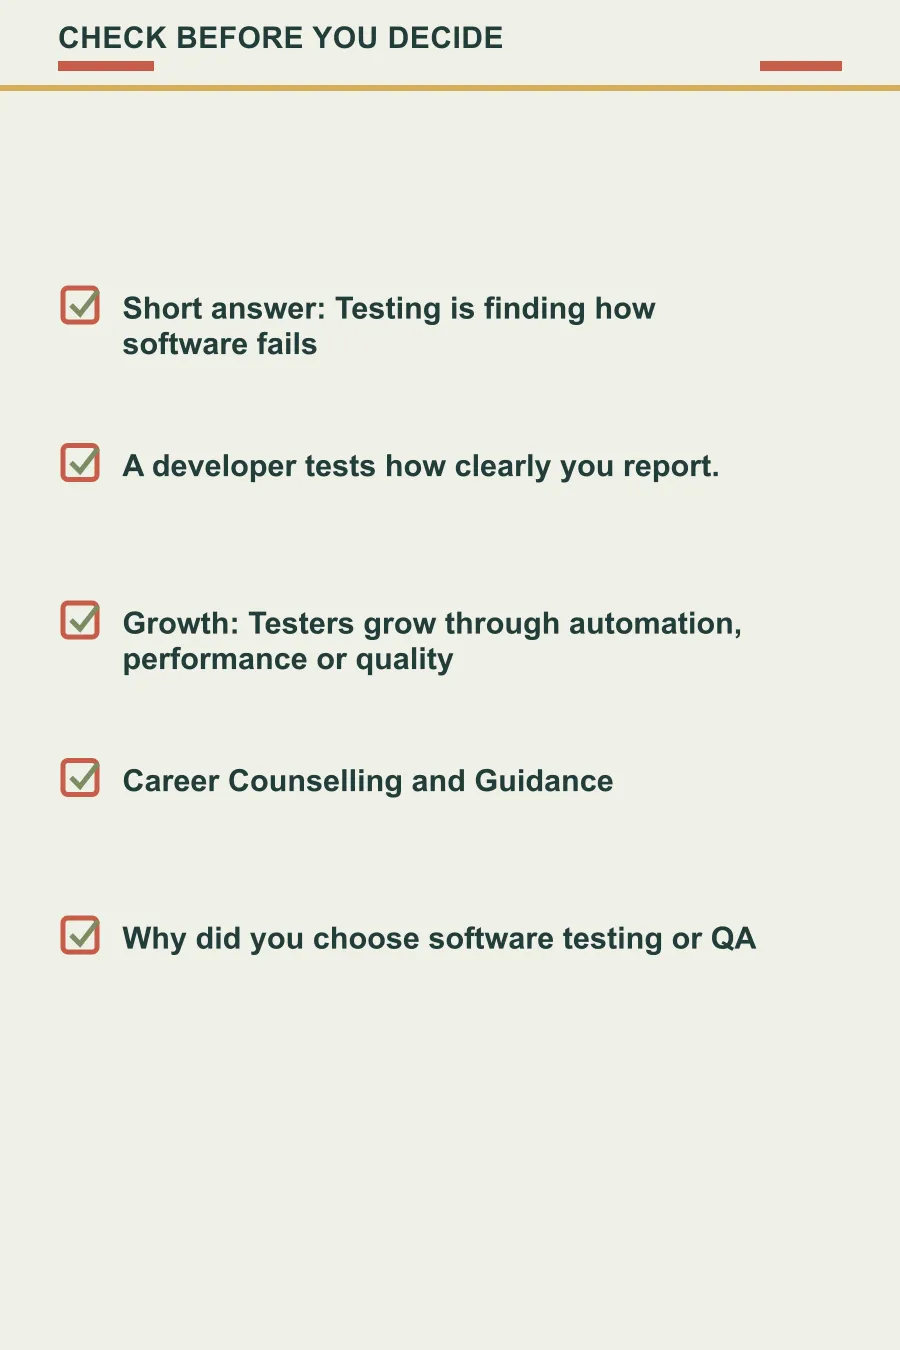 CHECK BEFORE YOU DECIDE
Short answer: Testing is finding how
software fails
A developer tests how clearly you report.
Growth: Testers grow through automation,
performance or quality
Career Counselling and Guidance
Why did you choose software testing or QA